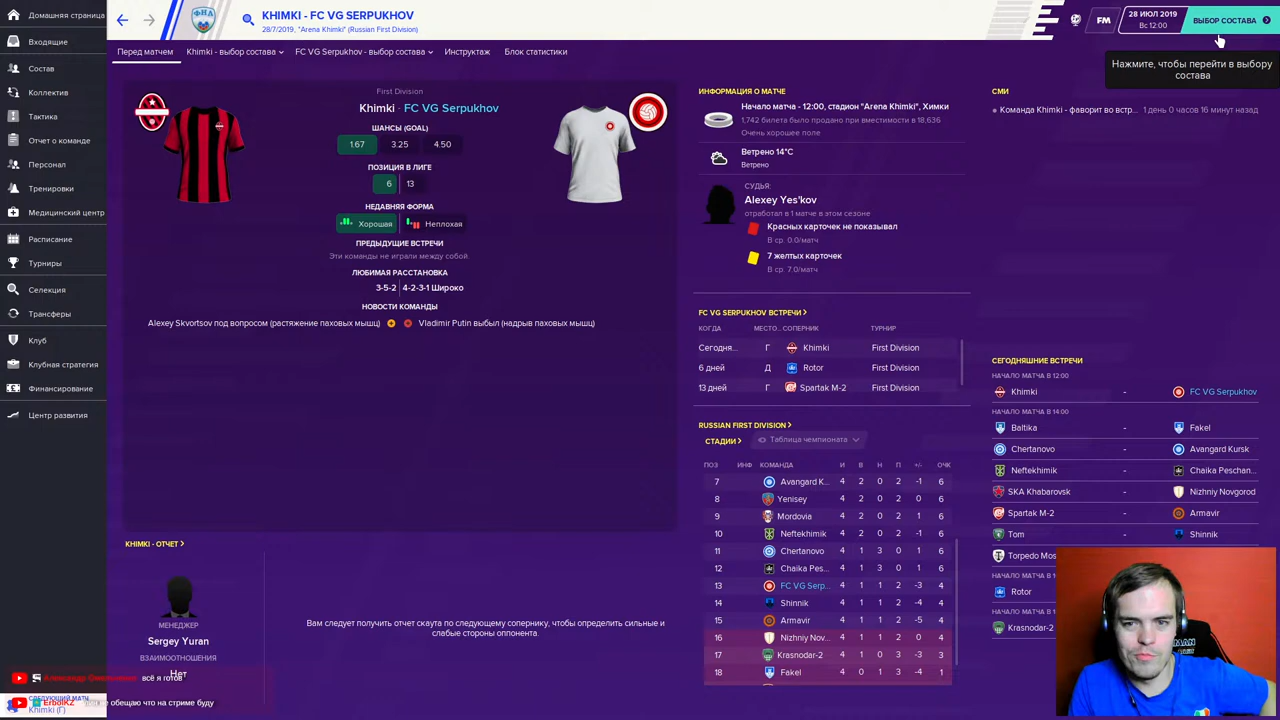 KHIMKI - FC VG SERPUKHOV
28/7/2019, "Arena Khimki" (Russian First Division)
FM
28 ИЮЛ 2019
Вс 12:00
ВЫБОР СОСТАВА
Нажмите, чтобы перейти в выбору
состава
Домашняя страница
Входящие
Состав
Коллектив
Тактика
Отчет о команде
Персонал
Тренировки
Медицинский центр
Расписание
Турниры
Селекция
Трансферы
Клуб
Клубная стратегия
Финансирование
Центр развития
СЛЕДУЮЩИЙ МАТЧ
Khimki (Г)
Перед матчем
Khimki - выбор состава
FC VG Serpukhov - выбор состава
Инструктаж
Блок статистики
First Division
Khimki - FC VG Serpukhov
ШАНСЫ (GOAL)
1.67 3.25 4.50
ПОЗИЦИЯ В ЛИГЕ
6 13
НЕДАВНЯЯ ФОРМА
Хорошая Неплохая
ПРЕДЫДУЩИЕ ВСТРЕЧИ
Эти команды не играли между собой.
ЛЮБИМАЯ РАССТАНОВКА
3-5-2 4-2-3-1 Широко
НОВОСТИ КОМАНДЫ
Alexey Skvortsov под вопросом (растяжение паховых мышц) Vladimir Putin выбыл (надрыв паховых мышц)
KHIMKI - ОТЧЕТ
МЕНЕДЖЕР
Sergey Yuran
ВЗАИМООТНОШЕНИЯ
Нет
Вам следует получить отчет скаута по следующему сопернику, чтобы определить сильные и
слабые стороны оппонента.
всё я готов
ErbolKZ
обещаю что на стриме буду
ИНФОРМАЦИЯ О МАТЧЕ
Начало матча - 12:00, стадион "Arena Khimki", Химки
1,742 билета было продано при вместимости в 18,636
Очень хорошее поле
Ветрено 14°C
Ветрено
СУДЬЯ:
Alexey Yes'kov
отработал в 1 матче в этом сезоне
Красных карточек не показывал
В ср. 0.0/матч
7 желтых карточек
В ср. 7.0/матч
FC VG SERPUKHOV ВСТРЕЧИ
КОГДА МЕСТО... СОПЕРНИК ТУРНИР
Сегодня... Г Khimki First Division
6 дней Д Rotor First Division
13 дней Г Spartak M-2 First Division
RUSSIAN FIRST DIVISION
СТАДИИ
Таблица чемпионата
ПОЗ ИНФ КОМАНДА И В Н П +/- ОЧК
7 Avangard K... 4 2 0 2 -1 6
8 Yenisey 4 2 0 2 0 6
9 Mordovia 4 2 0 2 1 6
10 Neftekhimik 4 2 0 2 -1 6
11 Chertanovo 4 1 3 0 1 6
12 Chaika Pes... 4 1 3 0 1 6
13 FC VG Serp... 4 1 1 2 -3 4
14 Shinnik 4 1 1 2 -4 4
15 Armavir 4 1 1 2 -5 4
16 Nizhniy Nov... 4 1 1 2 0 4
17 Krasnodar-2 4 1 0 3 -3 3
18 Fakel 4 0 1 3 -4 1
СМИ
Команда Khimki - фаворит во встр... 1 день 0 часов 16 минут назад
СЕГОДНЯШНИЕ ВСТРЕЧИ
НАЧАЛО МАТЧА В 12:00
Khimki - FC VG Serpukhov
НАЧАЛО МАТЧА В 14:00
Baltika - Fakel
Chertanovo - Avangard Kursk
Neftekhimik - Chaika Peschan...
SKA Khabarovsk - Nizhniy Novgorod
Spartak M-2 - Armavir
Tom - Shinnik
Torpedo Mos
НАЧАЛО МАТЧА В
Rotor
НАЧАЛО МАТЧА В
Krasnodar-2